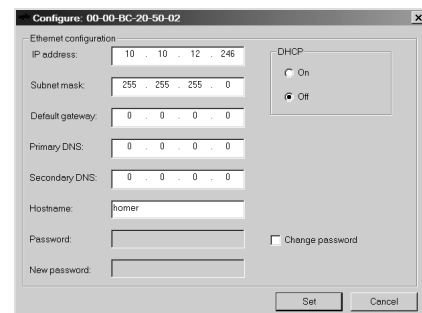 Configure: 00-00-BC-20-50-02
Ethernet configuration
IP address: 10 . 10 . 12 . 246
DHCP
On
Off
Subnet mask: 255 . 255 . 255 . 0
Default gateway: 0 . 0 . 0 . 0
Primary DNS: 0 . 0 . 0 . 0
Secondary DNS: 0 . 0 . 0 . 0
Hostname: homer
Password:
Change password
New password:
Set Cancel